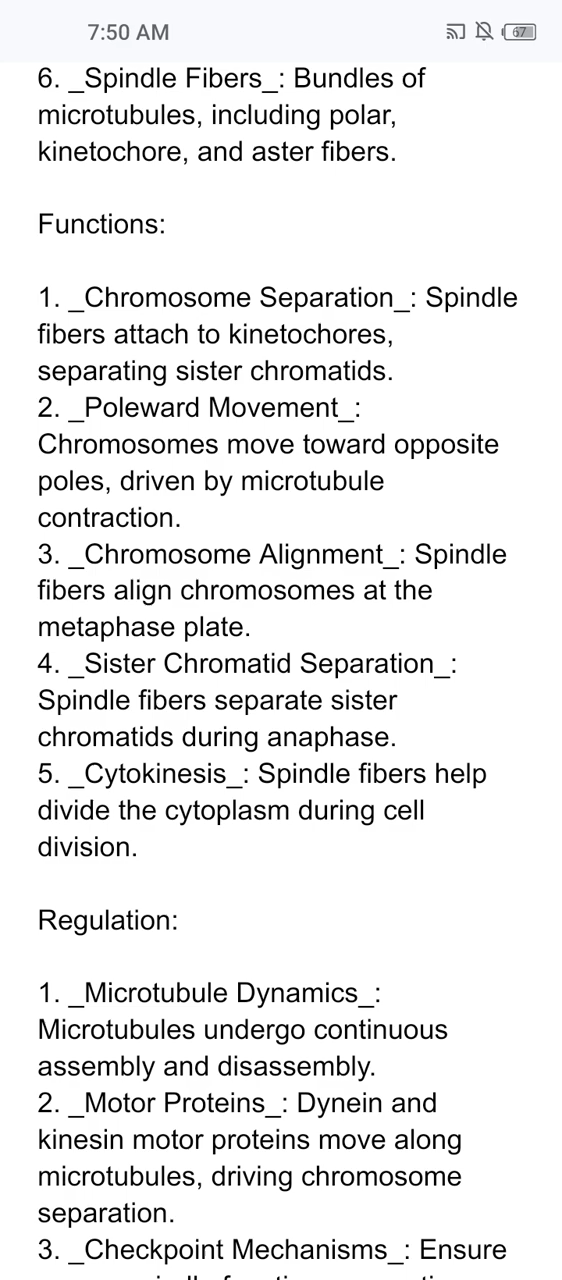 7:50 AM
67
6. _Spindle Fibers_: Bundles of
microtubules, including polar,
kinetochore, and aster fibers.
Functions:
1. _Chromosome Separation_: Spindle
fibers attach to kinetochores,
separating sister chromatids.
2. _Poleward Movement_:
Chromosomes move toward opposite
poles, driven by microtubule
contraction.
3. _Chromosome Alignment_: Spindle
fibers align chromosomes at the
metaphase plate.
4. _Sister Chromatid Separation_:
Spindle fibers separate sister
chromatids during anaphase.
5. _Cytokinesis_: Spindle fibers help
divide the cytoplasm during cell
division.
Regulation:
1. _Microtubule Dynamics_:
Microtubules undergo continuous
assembly and disassembly.
2. _Motor Proteins_: Dynein and
kinesin motor proteins move along
microtubules, driving chromosome
separation.
3. _Checkpoint Mechanisms_: Ensure